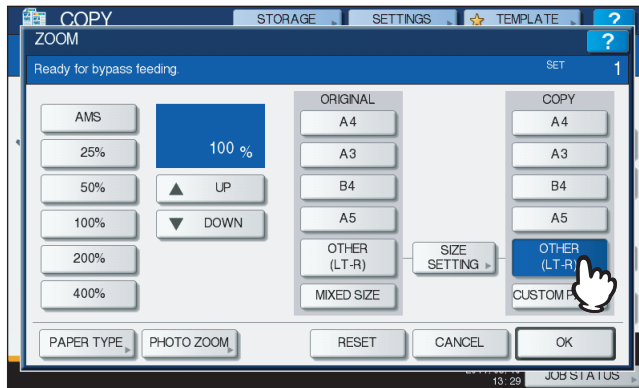 COPY
STORAGE
SETTINGS
TEMPLATE
?
ZOOM
?
Ready for bypass feeding.
SET 1
AMS
25%
50%
100%
200%
400%
100 %
UP
DOWN
ORIGINAL
A4
A3
B4
A5
OTHER
(LT-R)
MIXED SIZE
SIZE
SETTING
COPY
A4
A3
B4
A5
OTHER
(LT-R)
CUSTOM
PAPER TYPE
PHOTO ZOOM
RESET
CANCEL
OK
13:29
JOB STATUS